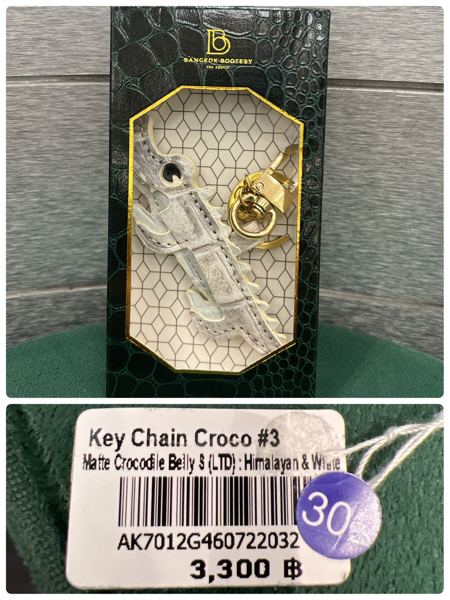 B
BANGKOK BOOTERY
Key Chain Croco #3
Matte Crocodile Belly S (LTD) : Himalayan & White
AK7012G460722032
3,300 ฿
30